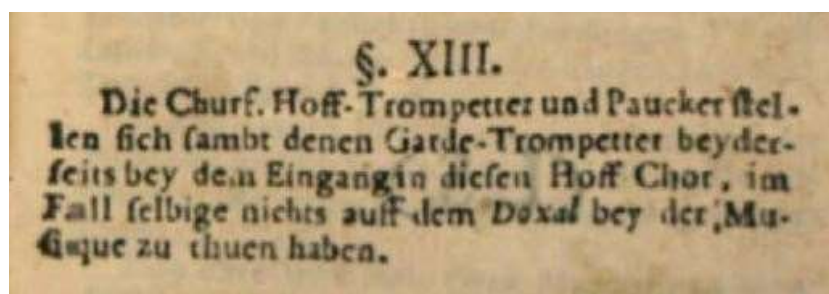 §. XIII.
Die Churf. Hoff-Trompetter und Paucker stel-
len sich sambt denen Garde-Trompetter beyder-
seits bey dem Eingang in diesen Hoff Chor, im
Fall selbige nichts auff dem Doxal bey der Mu-
sique zu thuen haben.